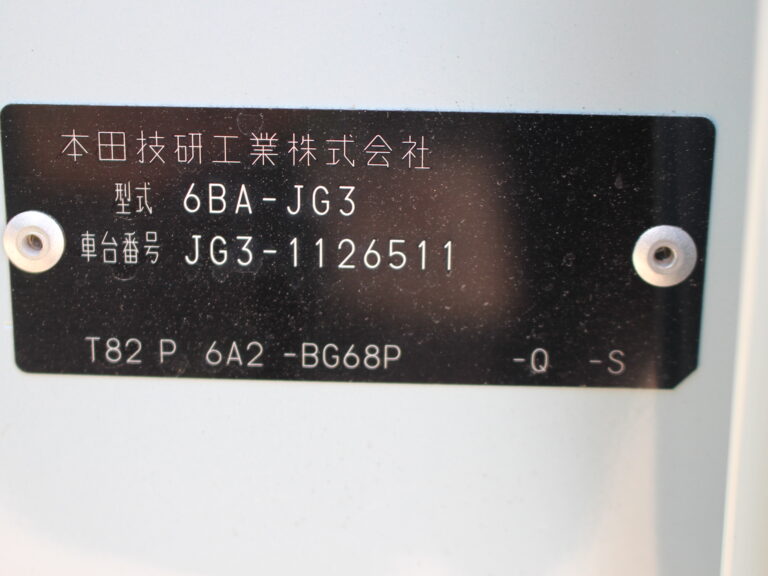 本田技研工業株式会社
型式 6BA-JG3
車台番号 JG3-1126511
T82 P 6A2 -BG68P -Q -S